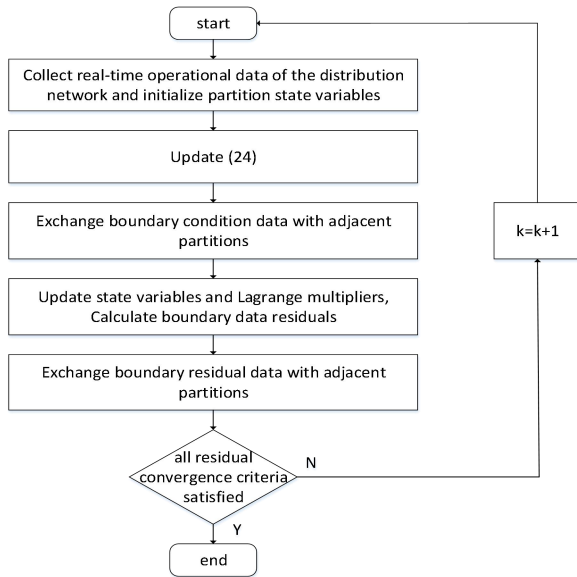 start
Collect real-time operational data of the distribution
network and initialize partition state variables
Update (24)
Exchange boundary condition data with adjacent
partitions
k=k+1
Update state variables and Lagrange multipliers,
Calculate boundary data residuals
Exchange boundary residual data with adjacent
partitions
all residual
convergence criteria
satisfied
N
Y
end